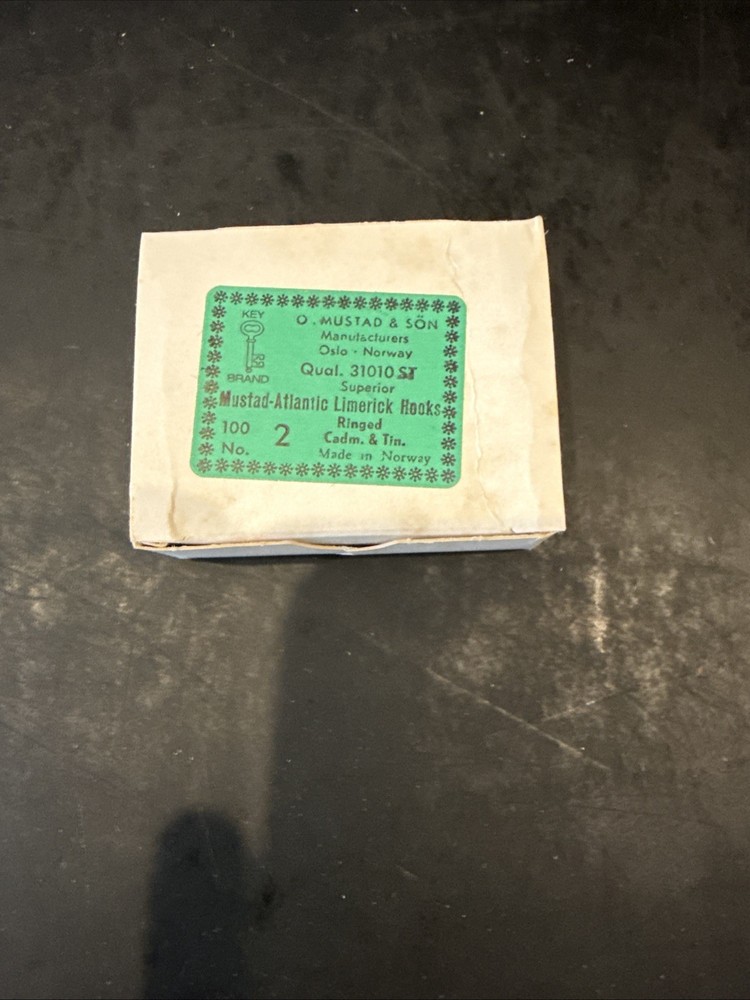 KEY
BRAND
O. MUSTAD & SÖN
Manufacturers
Oslo - Norway
Qual. 31010 ST
Superior
Mustad-Atlantic Limerick Hooks
100
No.
2
Ringed
Cadm. & Tin.
Made in Norway